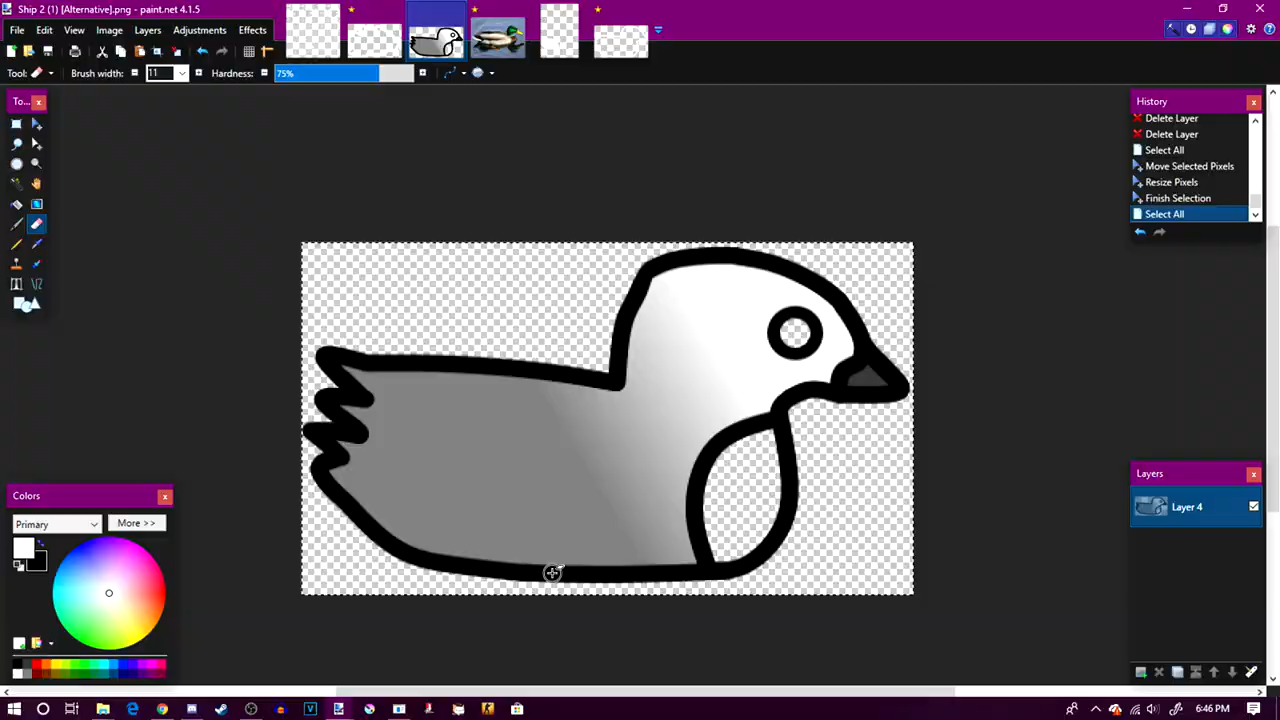 Ship 2 (1) [Alternative].png - paint.net 4.1.5
File Edit View Image Layers Adjustments Effects
Tool: Brush width: 11 Hardness: 75%
To...
History
Delete Layer
Delete Layer
Select All
Move Selected Pixels
Resize Pixels
Finish Selection
Select All
Layers
Layer 4
Colors
Primary
More >>
6:46 PM